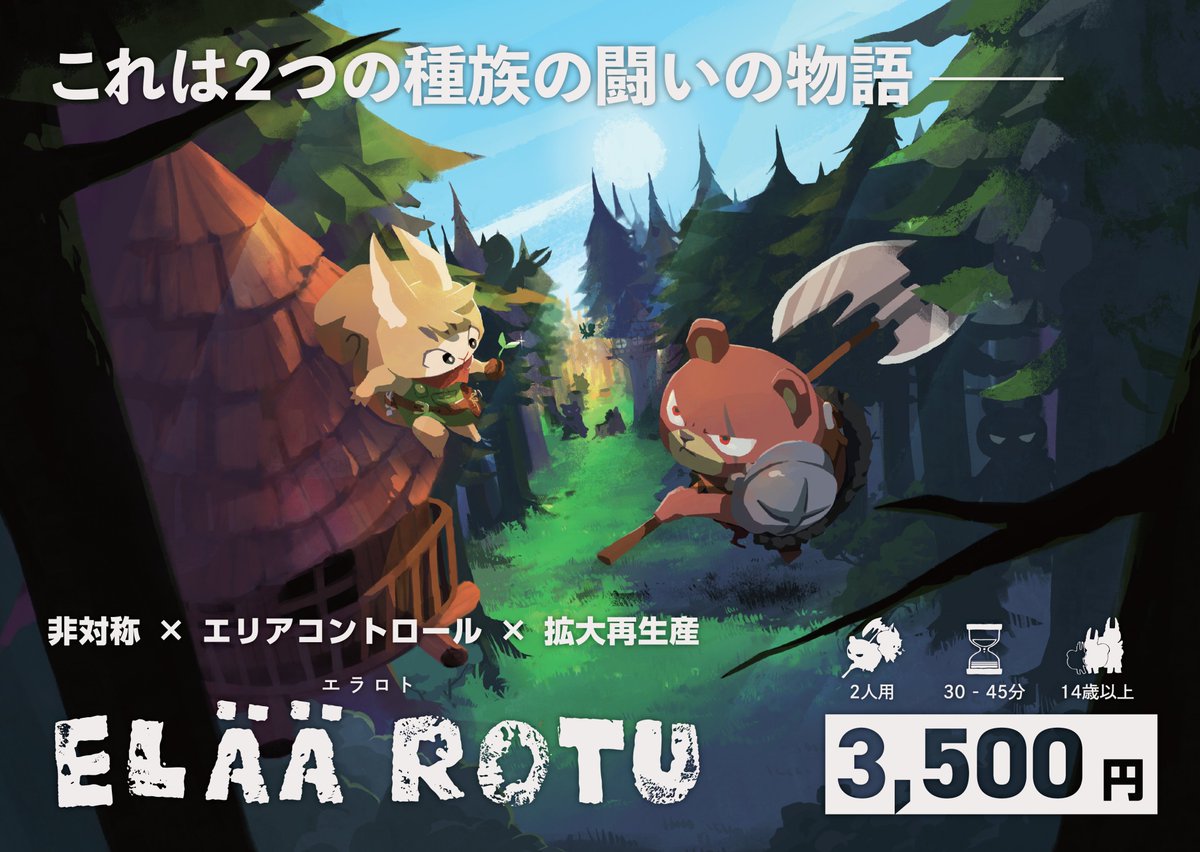 これは2つの種族の闘いの物語――
非対称 × エリアコントロール × 拡大再生産
エラロト
ELÄÄ ROTU
2人用
30 - 45分
14歳以上
3,500円